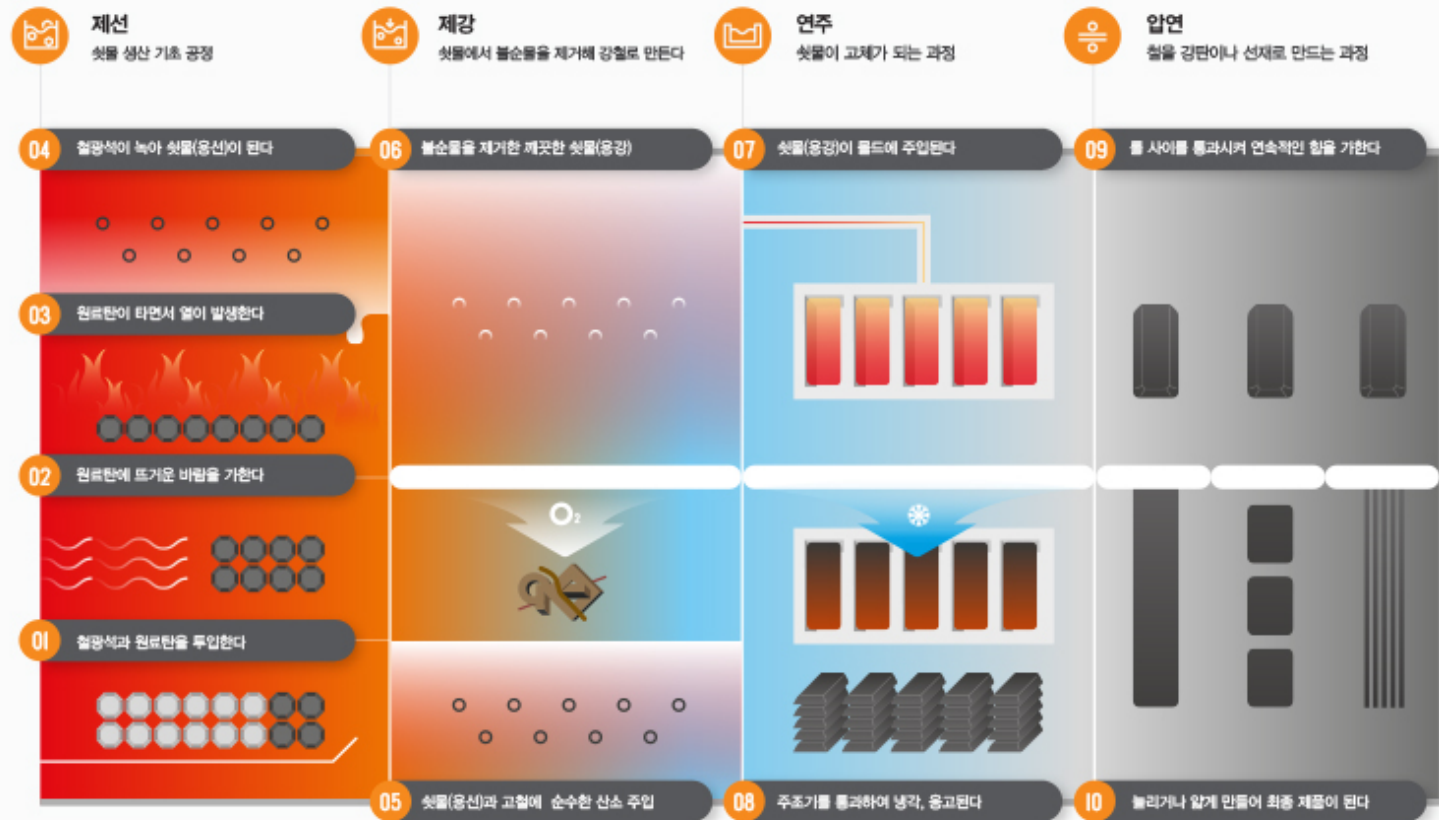 제선
쇳물 생산 기초 공정
제강
쇳물에서 불순물을 제거해 강철로 만든다
연주
쇳물이 고체가 되는 과정
압연
철을 강판이나 선재로 만드는 과정
04 철광석이 녹아 쇳물(용선)이 된다
03 원료탄이 타면서 열이 발생한다
02 원료탄에 뜨거운 바람을 가한다
01 철광석과 원료탄을 투입한다
06 불순물을 제거한 깨끗한 쇳물(용강)
O₂
05 쇳물(용선)과 고철에 순수한 산소 주입
07 쇳물(용강)이 몰드에 주입된다
08 주조기를 통과하여 냉각, 응고된다
09 롤 사이를 통과시켜 연속적인 힘을 가한다
10 늘리거나 얇게 만들어 최종 제품이 된다